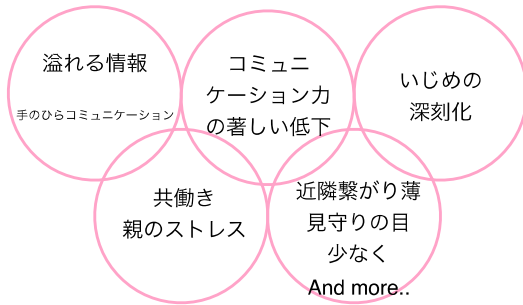 溢れる情報
手のひらコミュニケーション
コミュニ
ケーション力
の著しい低下
いじめの
深刻化
共働き
親のストレス
近隣繋がり薄
見守りの目
少なく
And more..